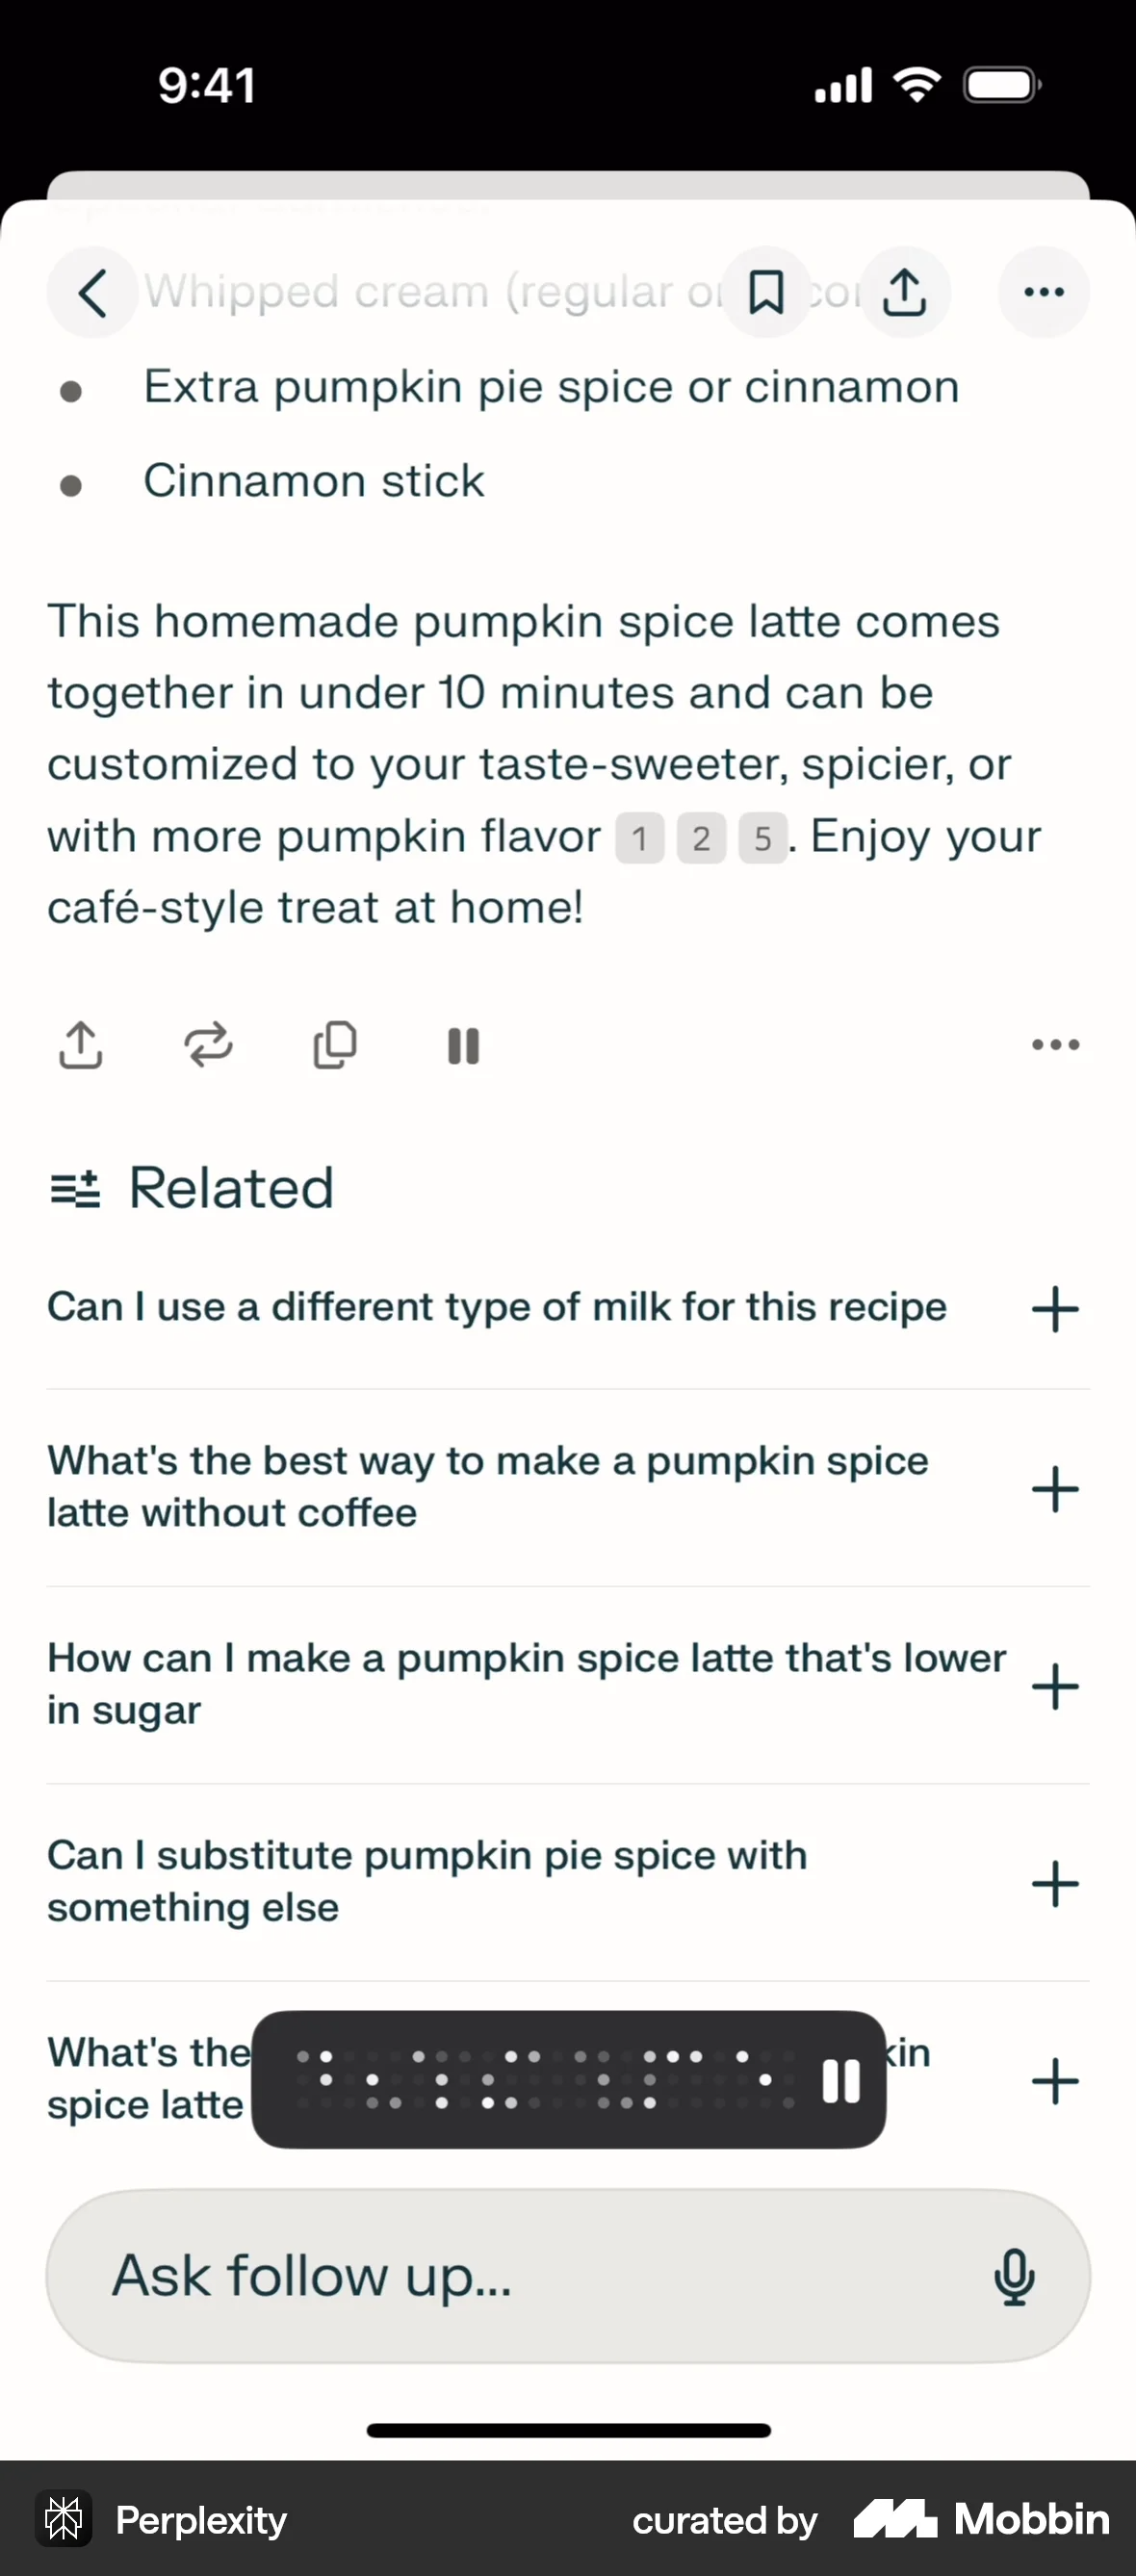 9:41
Whipped cream (regular or
Extra pumpkin pie spice or cinnamon
Cinnamon stick
This homemade pumpkin spice latte comes
together in under 10 minutes and can be
customized to your taste-sweeter, spicier, or
with more pumpkin flavor 1 2 5. Enjoy your
café-style treat at home!
Related
Can I use a different type of milk for this recipe
What's the best way to make a pumpkin spice
latte without coffee
How can I make a pumpkin spice latte that's lower
in sugar
Can I substitute pumpkin pie spice with
something else
What's the
spice latte
Ask follow up...
Perplexity
curated by Mobbin